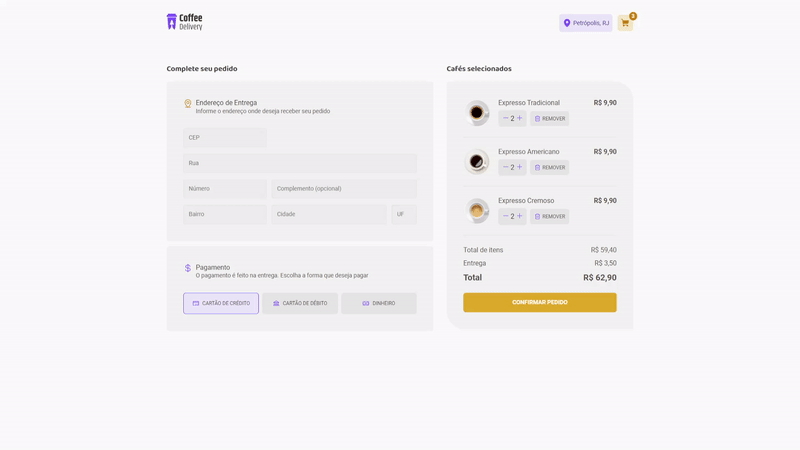 Coffee
Delivery
Petrópolis, RJ
3
Complete seu pedido
Cafés selecionados
Endereço de Entrega
Informe o endereço onde deseja receber seu pedido
CEP
Rua
Número
Complemento (opcional)
Bairro
Cidade
UF
Pagamento
O pagamento é feito na entrega. Escolha a forma que deseja pagar
CARTÃO DE CRÉDITO
CARTÃO DE DÉBITO
DINHEIRO
Expresso Tradicional
R$ 9,90
2
REMOVER
Expresso Americano
R$ 9,90
2
REMOVER
Expresso Cremoso
R$ 9,90
2
REMOVER
Total de itens
R$ 59,40
Entrega
R$ 3,50
Total
R$ 62,90
CONFIRMAR PEDIDO